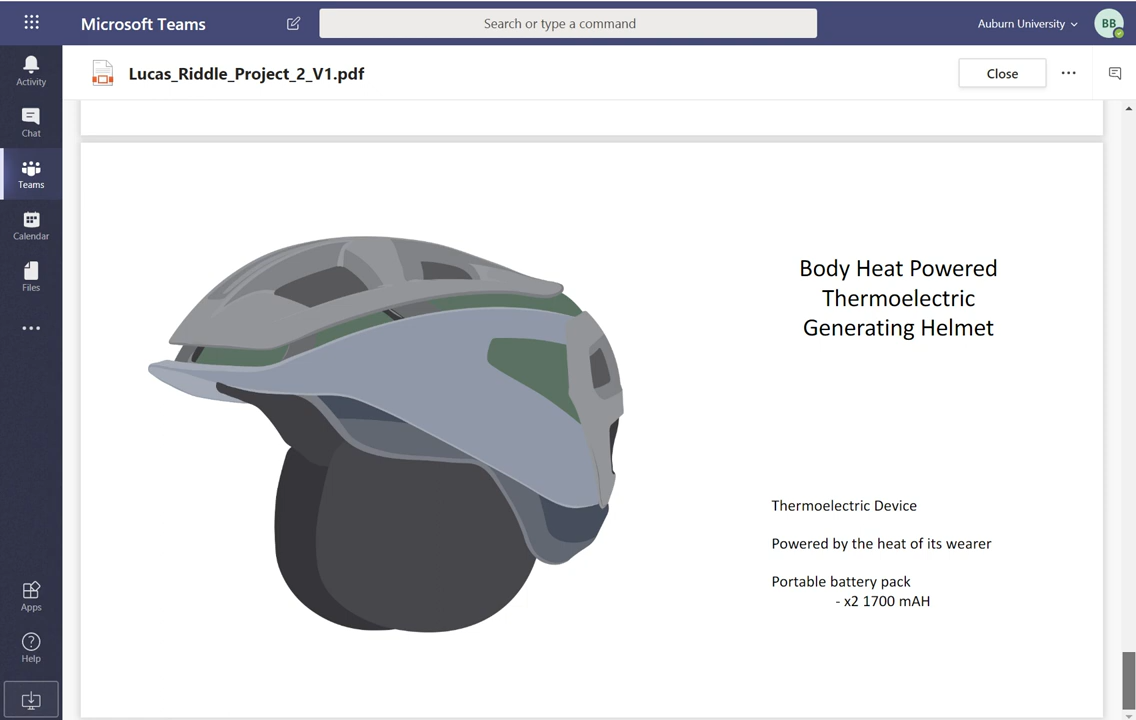 Microsoft Teams
Search or type a command
Auburn University
BB
Activity
Chat
Teams
Calendar
Files
Apps
Help
Lucas_Riddle_Project_2_V1.pdf
Close
Body Heat Powered
Thermoelectric
Generating Helmet
Thermoelectric Device
Powered by the heat of its wearer
Portable battery pack
- x2 1700 mAH